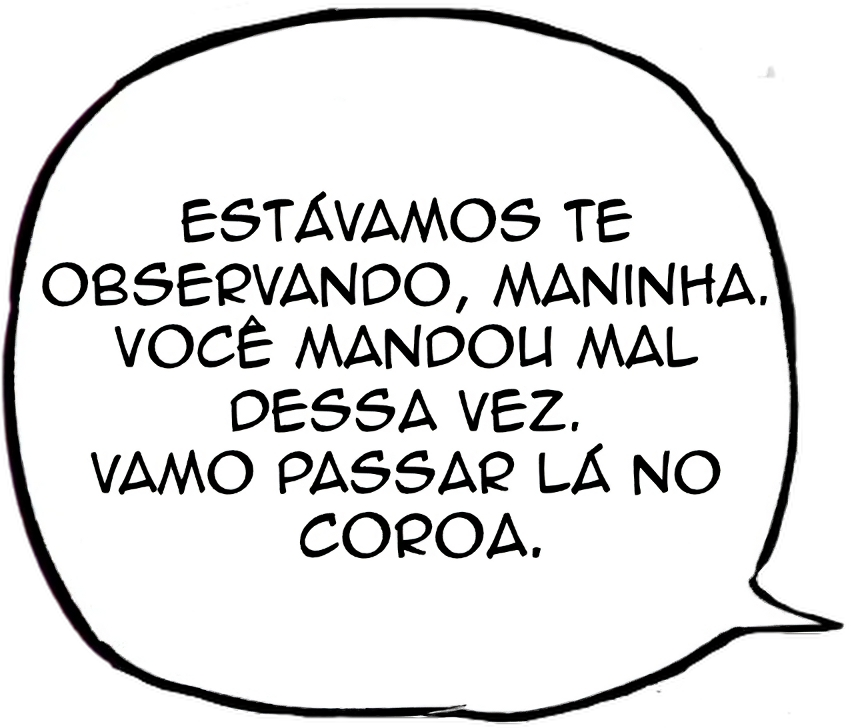 ESTÁVAMOS TE
OBSERVANDO, MANINHA.
VOCÊ MANDOU MAL
DESSA VEZ.
VAMO PASSAR LÁ NO
COROA.